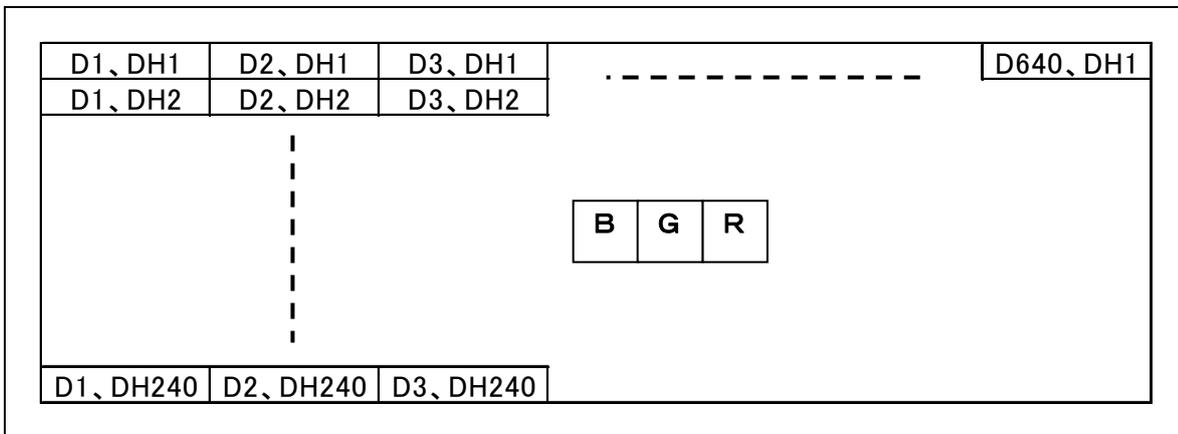 D1、DH1 D2、DH1 D3、DH1 D640、DH1
D1、DH2 D2、DH2 D3、DH2
B G R
D1、DH240 D2、DH240 D3、DH240